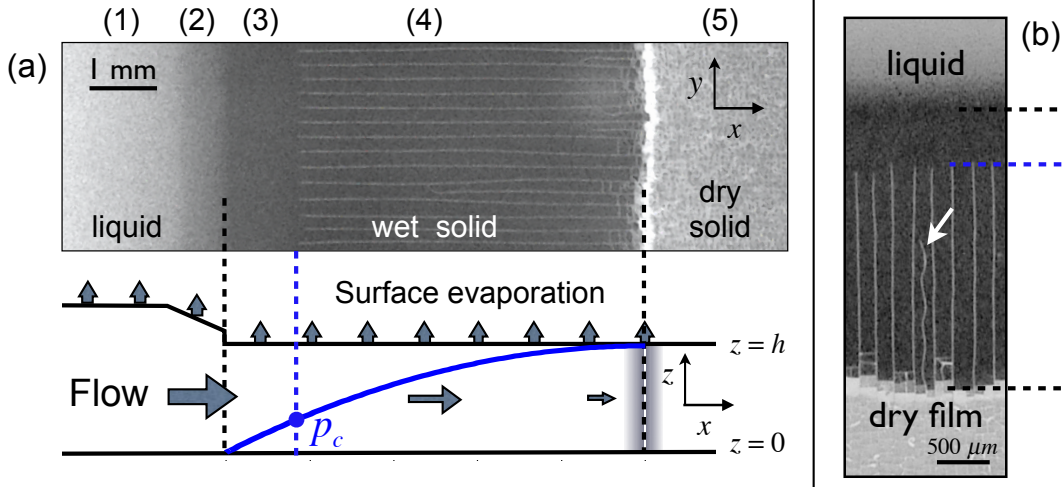 (1) (2) (3) (4) (5)
(a)
1 mm
y
x
liquid
wet solid
dry
solid
Surface evaporation
z = h
Flow
p_c
z
x
z = 0
(b)
liquid
dry film
500 µm